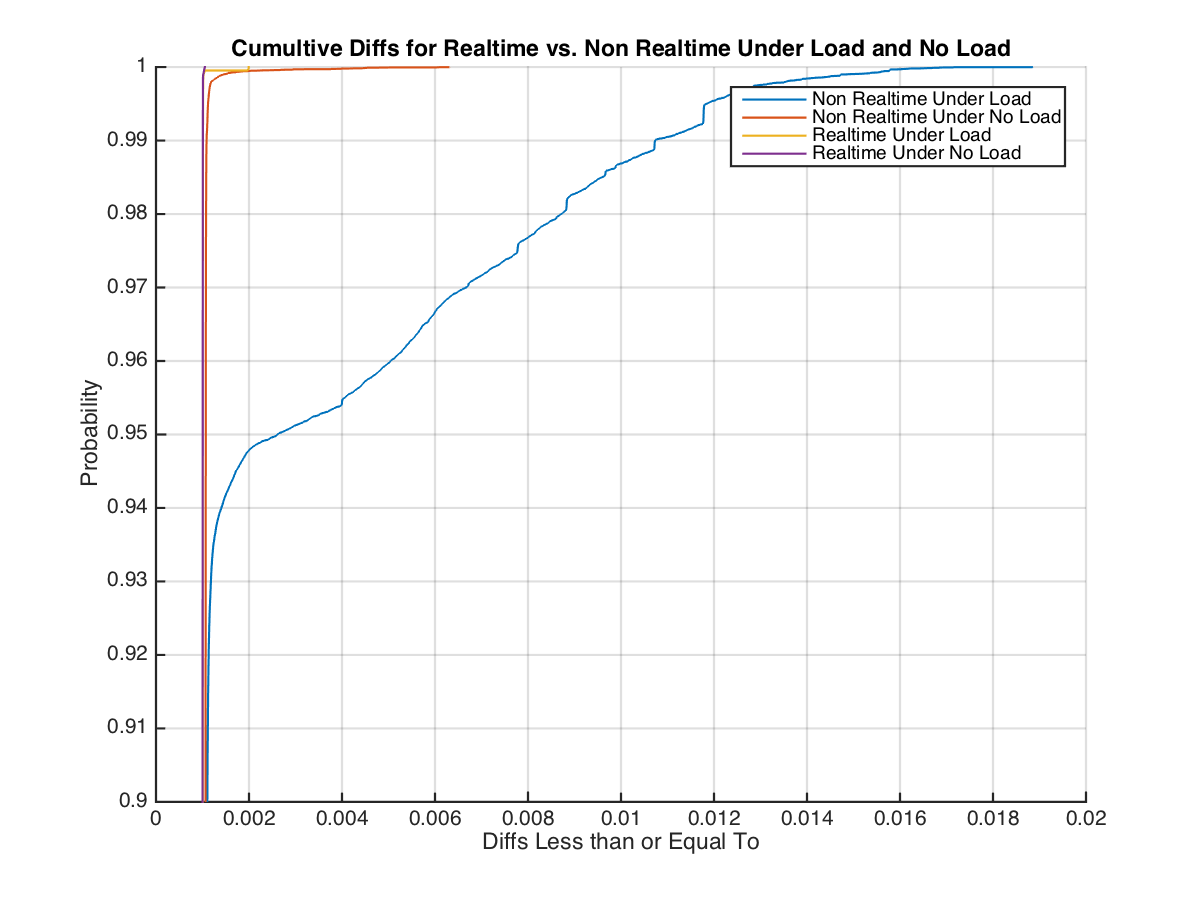 Cumultive Diffs for Realtime vs. Non Realtime Under Load and No Load
1
0.99
0.98
0.97
0.96
0.95
0.94
0.93
0.92
0.91
0.9
Probability
Non Realtime Under Load
Non Realtime Under No Load
Realtime Under Load
Realtime Under No Load
0 0.002 0.004 0.006 0.008 0.01 0.012 0.014 0.016 0.018 0.02
Diffs Less than or Equal To